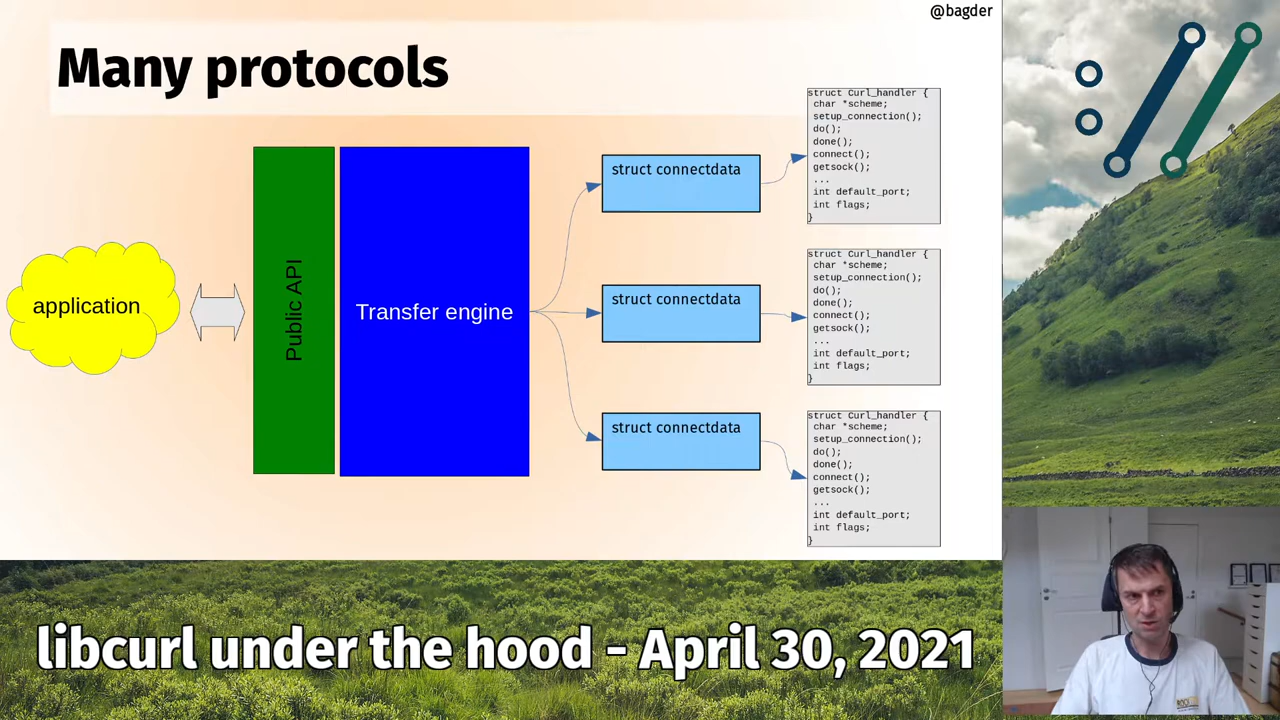 @bagder
Many protocols
application
Public API
Transfer engine
struct connectdata
struct connectdata
struct connectdata
struct Curl_handler {
char *scheme;
setup_connection();
do();
done();
connect();
getsock();
...
int default_port;
int flags;
}
struct Curl_handler {
char *scheme;
setup_connection();
do();
done();
connect();
getsock();
...
int default_port;
int flags;
}
struct Curl_handler {
char *scheme;
setup_connection();
do();
done();
connect();
getsock();
...
int default_port;
int flags;
}
libcurl under the hood - April 30, 2021